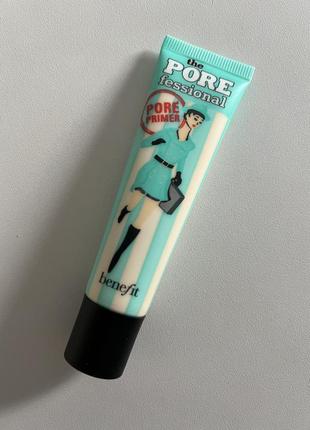 the
PORE
fessional
PORE
PRIMER
benefit